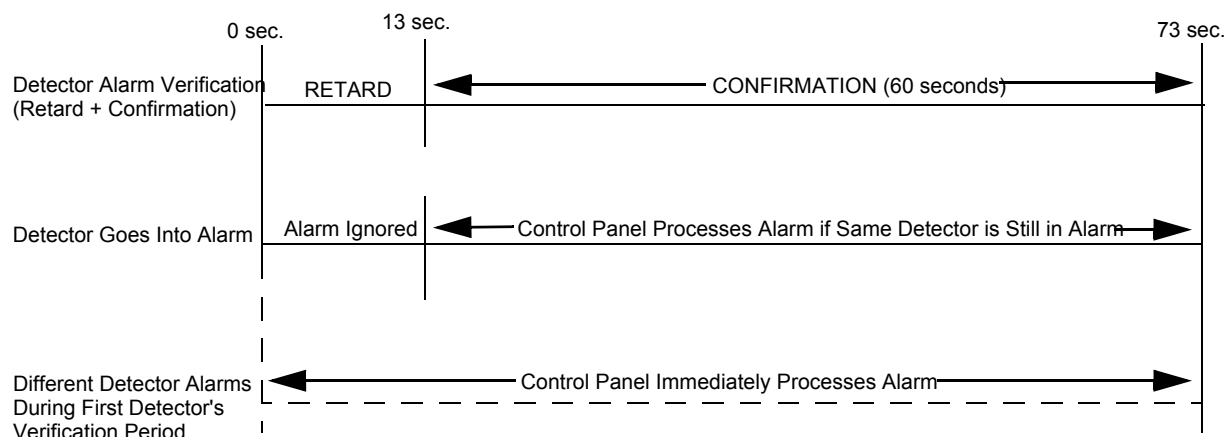 0 sec.
13 sec.
73 sec.
Detector Alarm Verification
(Retard + Confirmation)
RETARD
CONFIRMATION (60 seconds)
Detector Goes Into Alarm
Alarm Ignored
Control Panel Processes Alarm if Same Detector is Still in Alarm
Different Detector Alarms
During First Detector's
Verification Period
Control Panel Immediately Processes Alarm